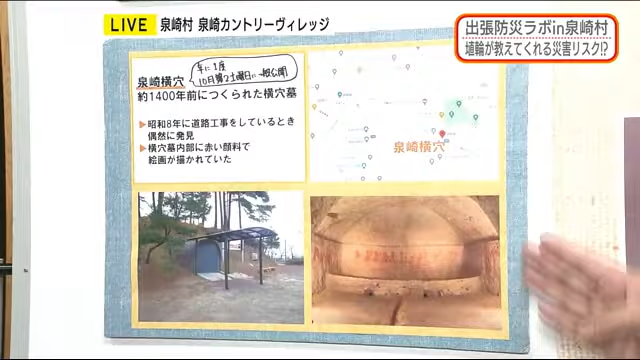 LIVE 泉崎村 泉崎カントリーヴィレッジ
出張防災ラボin泉崎村
埴輪が教えてくれる災害リスク!?
年に1度
10月第2土曜日に一般公開
泉崎横穴
約1400年前につくられた横穴墓
▶昭和8年に道路工事をしているとき
偶然に発見
▶横穴墓内部に赤い顔料で
絵画が描かれていた
泉崎横穴